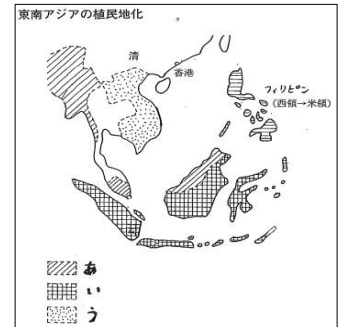 東南アジアの植民地化
清
香港
フィリピン
(西領→米領)
あ
い
う